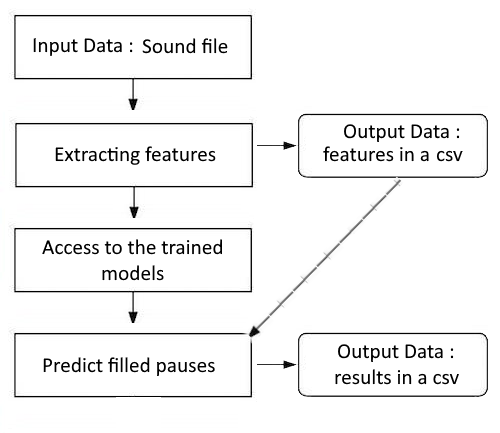 Input Data : Sound file
Extracting features
Output Data :
features in a csv
Access to the trained
models
Predict filled pauses
Output Data :
results in a csv